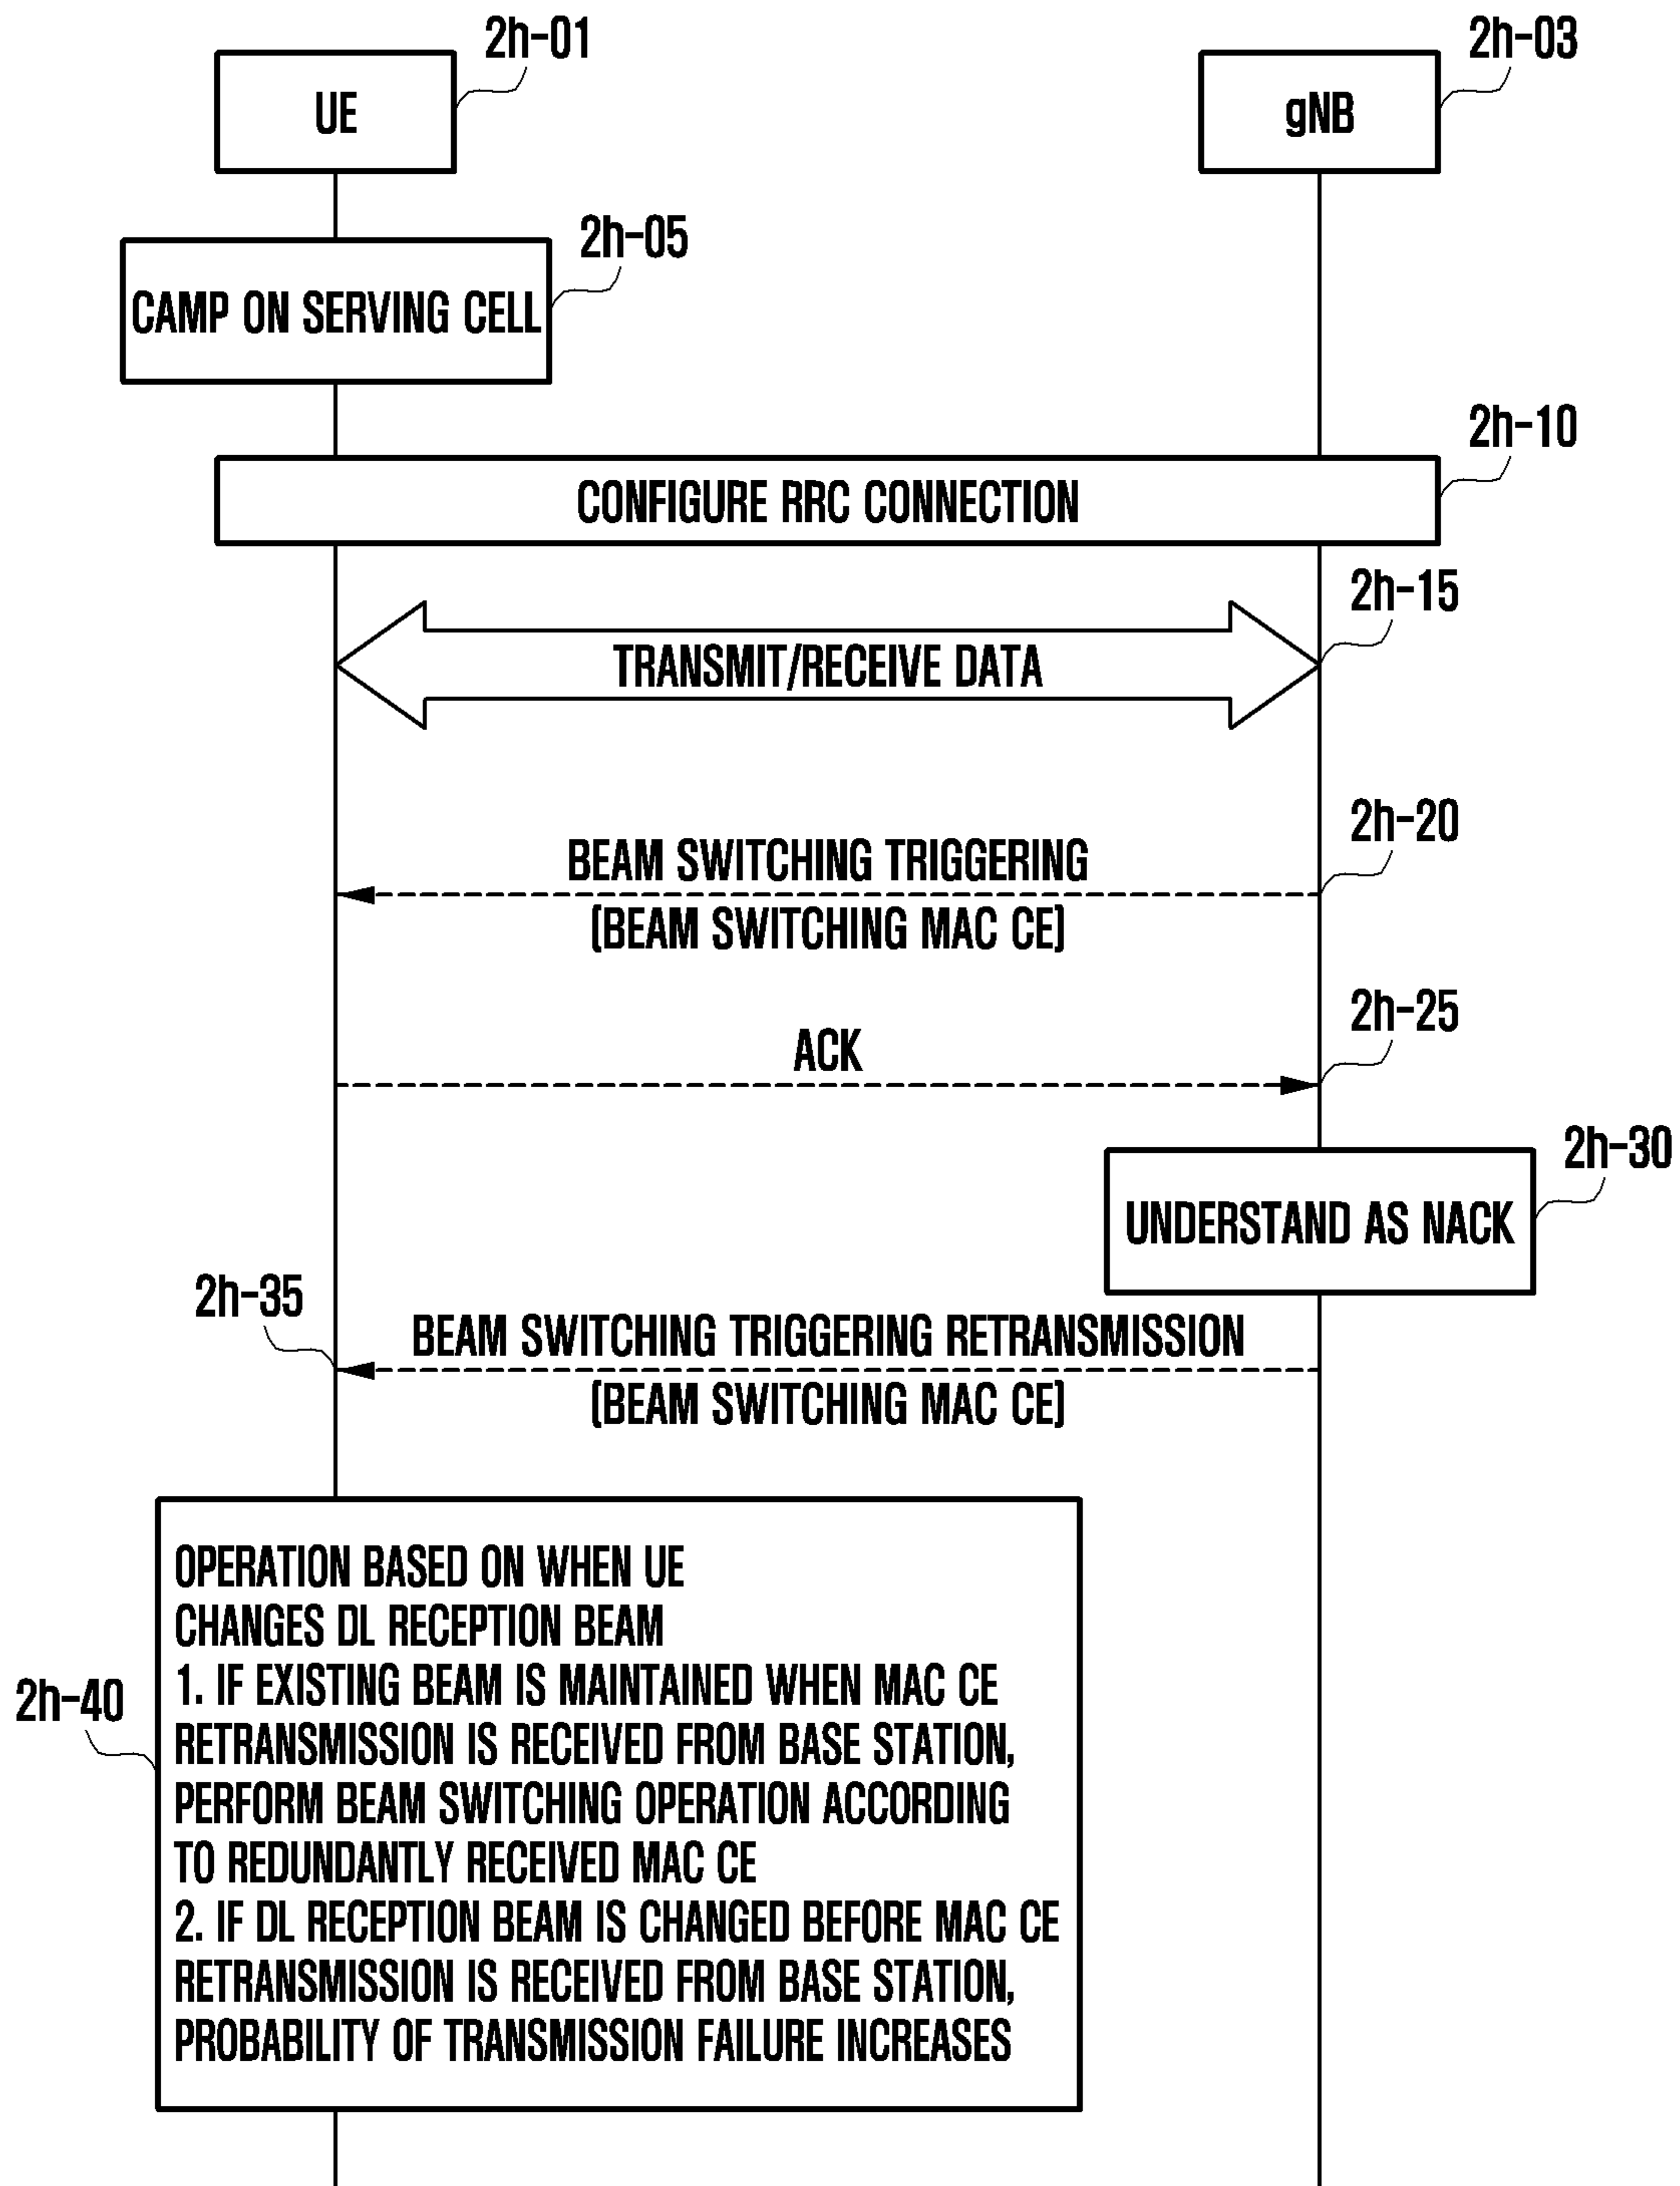 2h-01
2h-03
UE
gNB
2h-05
CAMP ON SERVING CELL
2h-10
CONFIGURE RRC CONNECTION
2h-15
TRANSMIT/RECEIVE DATA
2h-20
BEAM SWITCHING TRIGGERING
(BEAM SWITCHING MAC CE)
2h-25
ACK
2h-30
UNDERSTAND AS NACK
2h-35
BEAM SWITCHING TRIGGERING RETRANSMISSION
(BEAM SWITCHING MAC CE)
2h-40
OPERATION BASED ON WHEN UE
CHANGES DL RECEPTION BEAM
1. IF EXISTING BEAM IS MAINTAINED WHEN MAC CE
RETRANSMISSION IS RECEIVED FROM BASE STATION,
PERFORM BEAM SWITCHING OPERATION ACCORDING
TO REDUNDANTLY RECEIVED MAC CE
2. IF DL RECEPTION BEAM IS CHANGED BEFORE MAC CE
RETRANSMISSION IS RECEIVED FROM BASE STATION,
PROBABILITY OF TRANSMISSION FAILURE INCREASES